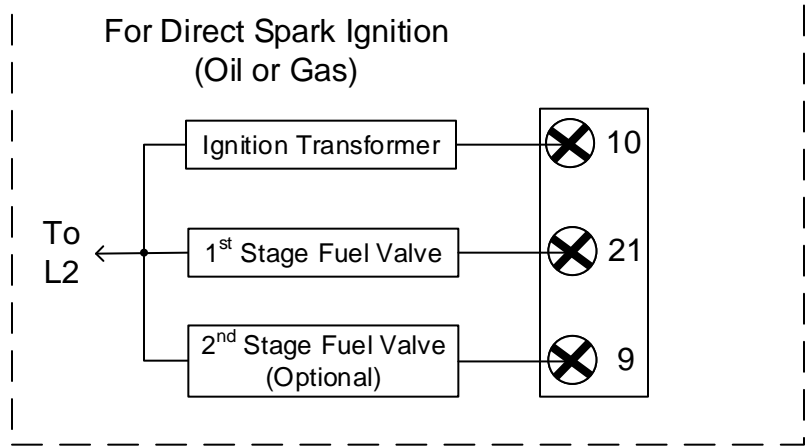 For Direct Spark Ignition
(Oil or Gas)
Ignition Transformer
10
To
L2
1st Stage Fuel Valve
21
2nd Stage Fuel Valve
(Optional)
9